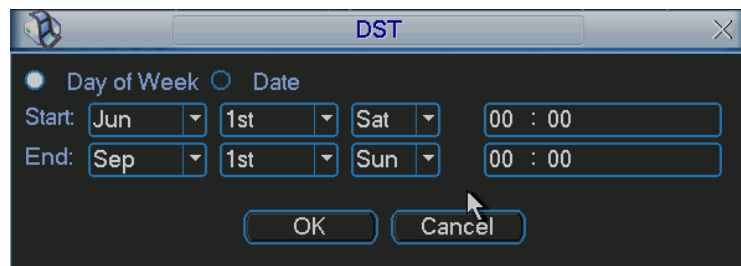 DST
Day of Week Date
Start: Jun 1st Sat 00 : 00
End: Sep 1st Sun 00 : 00
OK Cancel